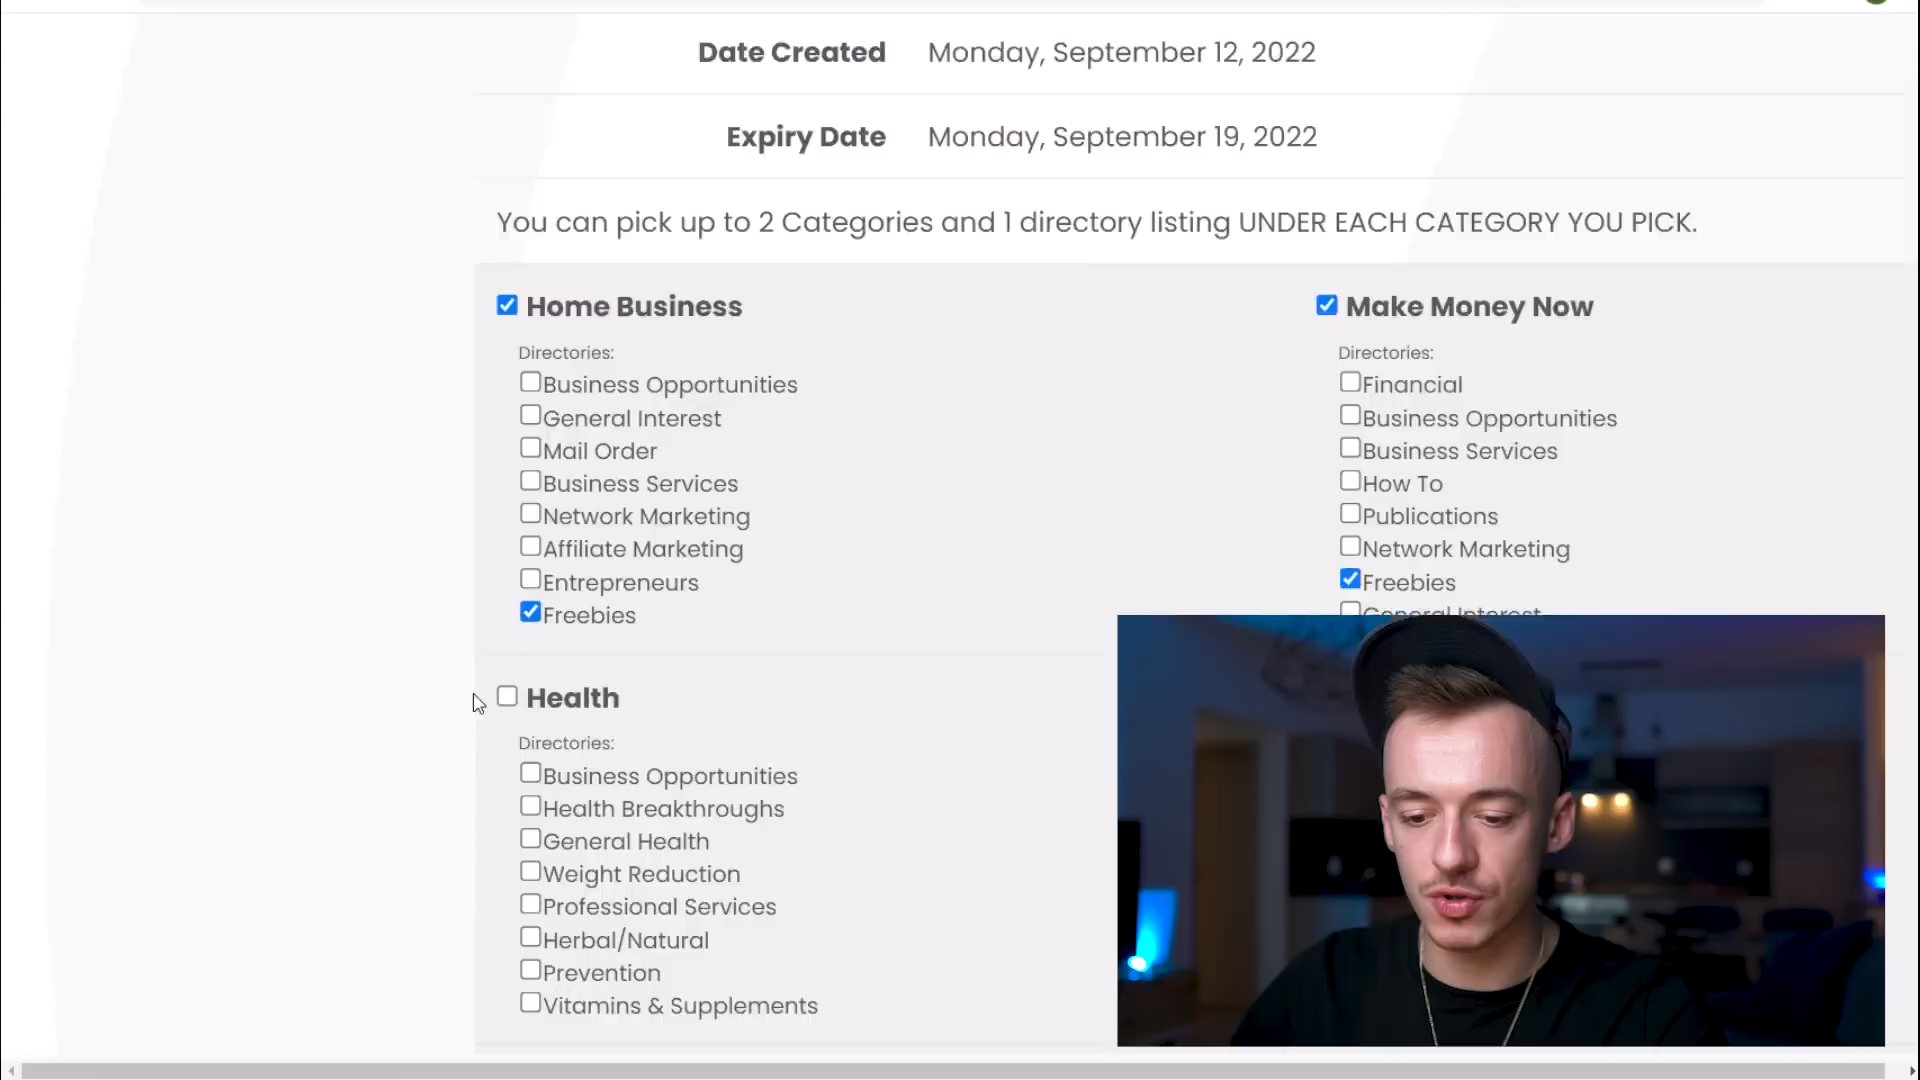 Date Created Monday, September 12, 2022
Expiry Date Monday, September 19, 2022
You can pick up to 2 Categories and 1 directory listing UNDER EACH CATEGORY YOU PICK.
Home Business
Directories:
Business Opportunities
General Interest
Mail Order
Business Services
Network Marketing
Affiliate Marketing
Entrepreneurs
Freebies
Make Money Now
Directories:
Financial
Business Opportunities
Business Services
How To
Publications
Network Marketing
Freebies
General Interest
Health
Directories:
Business Opportunities
Health Breakthroughs
General Health
Weight Reduction
Professional Services
Herbal/Natural
Prevention
Vitamins & Supplements